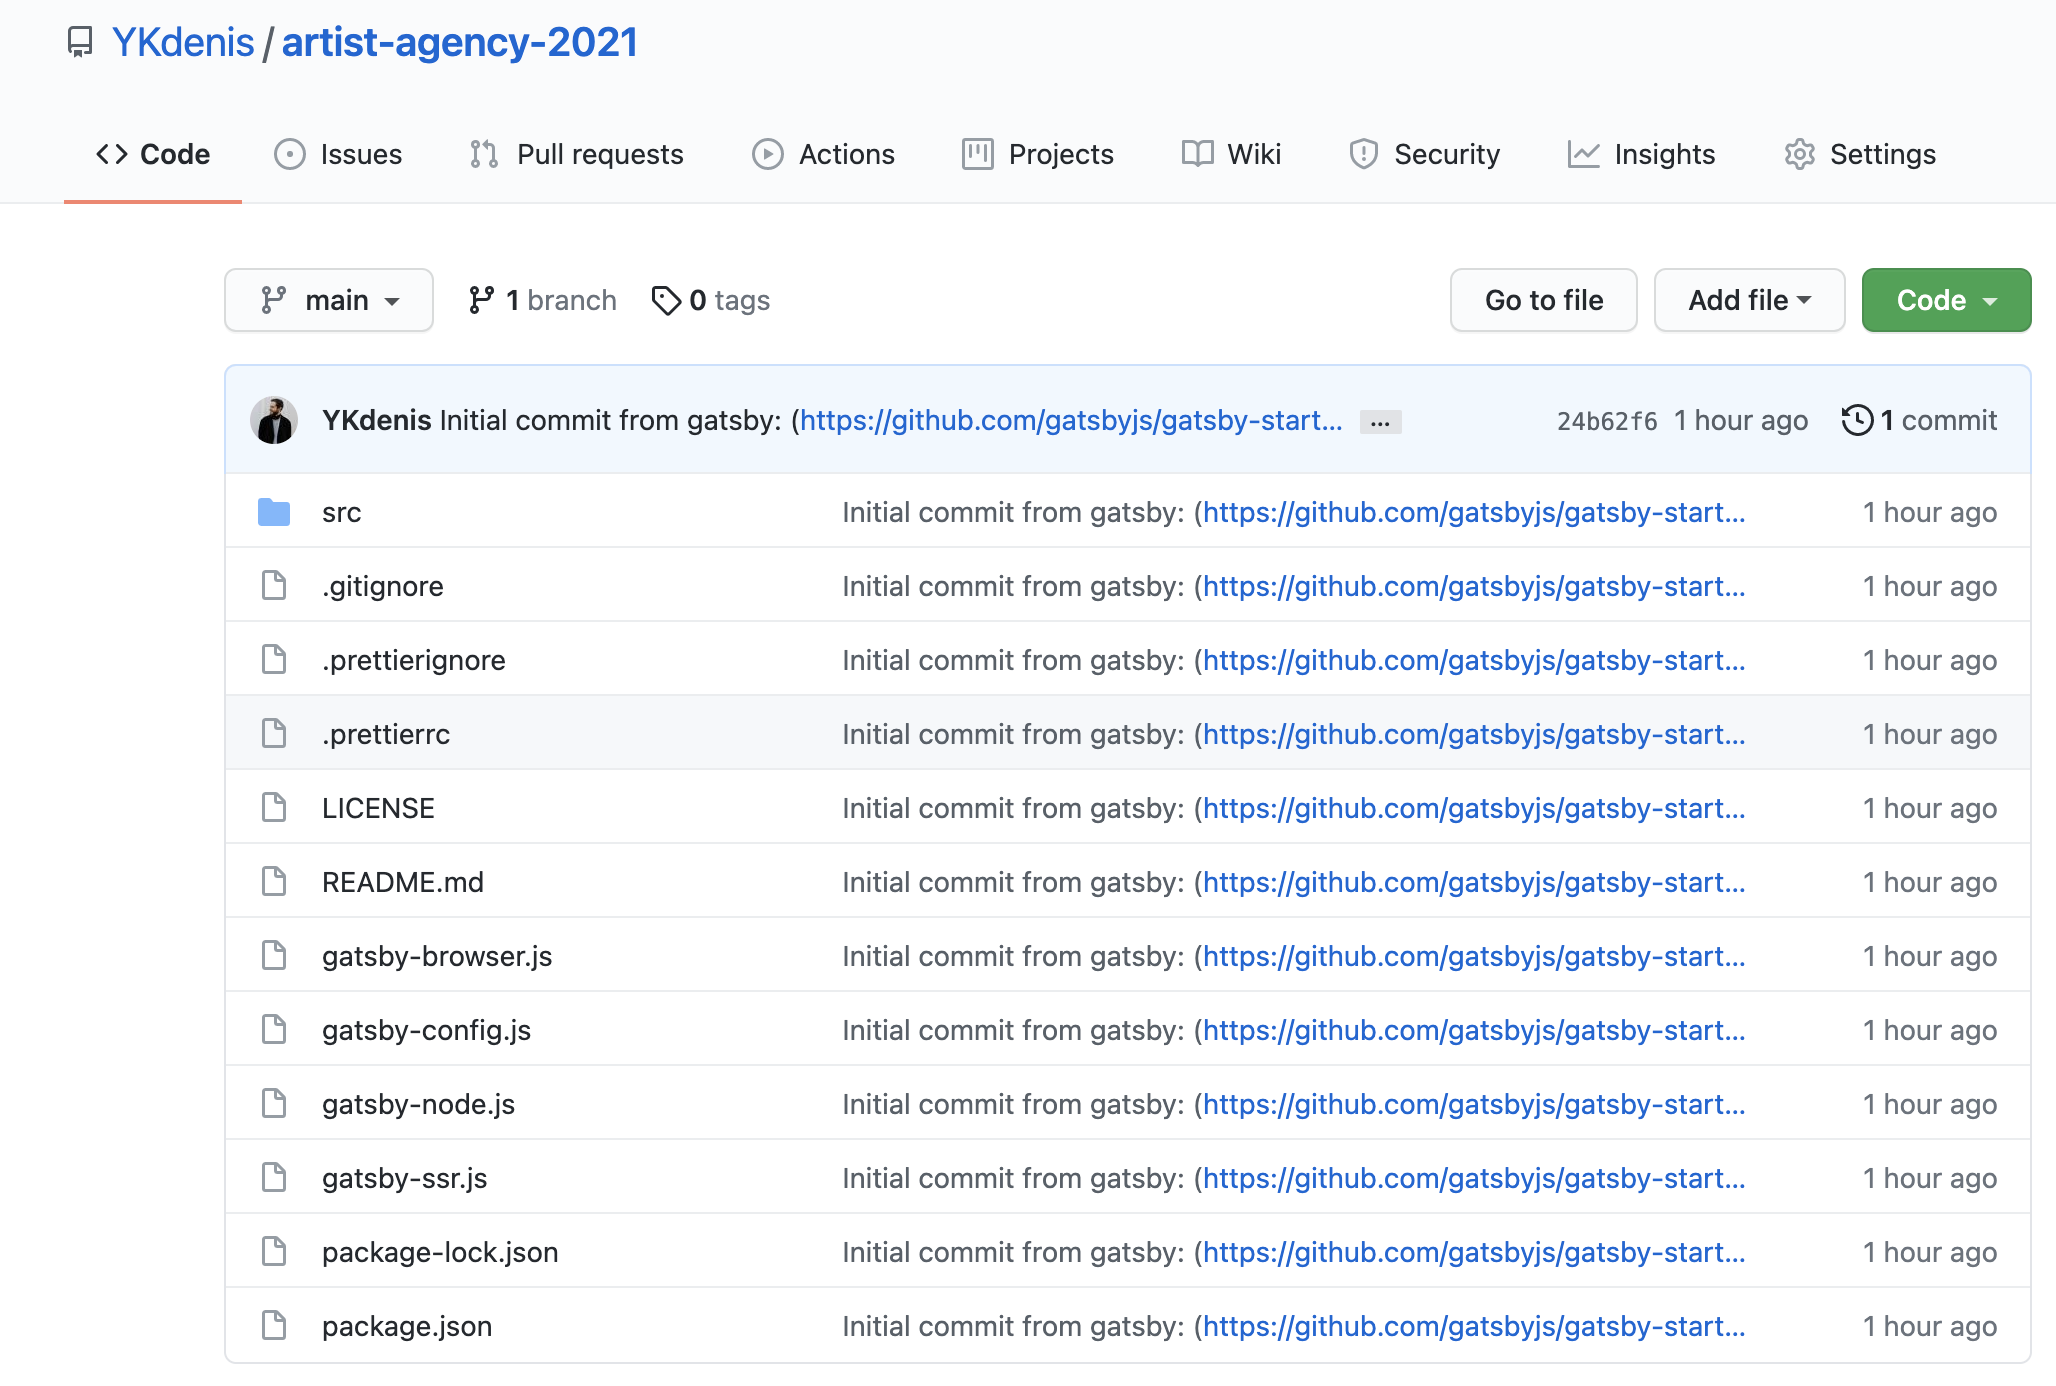 YKdenis / artist-agency-2021
Code Issues Pull requests Actions Projects Wiki Security Insights Settings
main 1 branch 0 tags Go to file Add file Code
YKdenis Initial commit from gatsby: (https://github.com/gatsbyjs/gatsby-start... ... 24b62f6 1 hour ago 1 commit
src Initial commit from gatsby: (https://github.com/gatsbyjs/gatsby-start... 1 hour ago
.gitignore Initial commit from gatsby: (https://github.com/gatsbyjs/gatsby-start... 1 hour ago
.prettierignore Initial commit from gatsby: (https://github.com/gatsbyjs/gatsby-start... 1 hour ago
.prettierrc Initial commit from gatsby: (https://github.com/gatsbyjs/gatsby-start... 1 hour ago
LICENSE Initial commit from gatsby: (https://github.com/gatsbyjs/gatsby-start... 1 hour ago
README.md Initial commit from gatsby: (https://github.com/gatsbyjs/gatsby-start... 1 hour ago
gatsby-browser.js Initial commit from gatsby: (https://github.com/gatsbyjs/gatsby-start... 1 hour ago
gatsby-config.js Initial commit from gatsby: (https://github.com/gatsbyjs/gatsby-start... 1 hour ago
gatsby-node.js Initial commit from gatsby: (https://github.com/gatsbyjs/gatsby-start... 1 hour ago
gatsby-ssr.js Initial commit from gatsby: (https://github.com/gatsbyjs/gatsby-start... 1 hour ago
package-lock.json Initial commit from gatsby: (https://github.com/gatsbyjs/gatsby-start... 1 hour ago
package.json Initial commit from gatsby: (https://github.com/gatsbyjs/gatsby-start... 1 hour ago